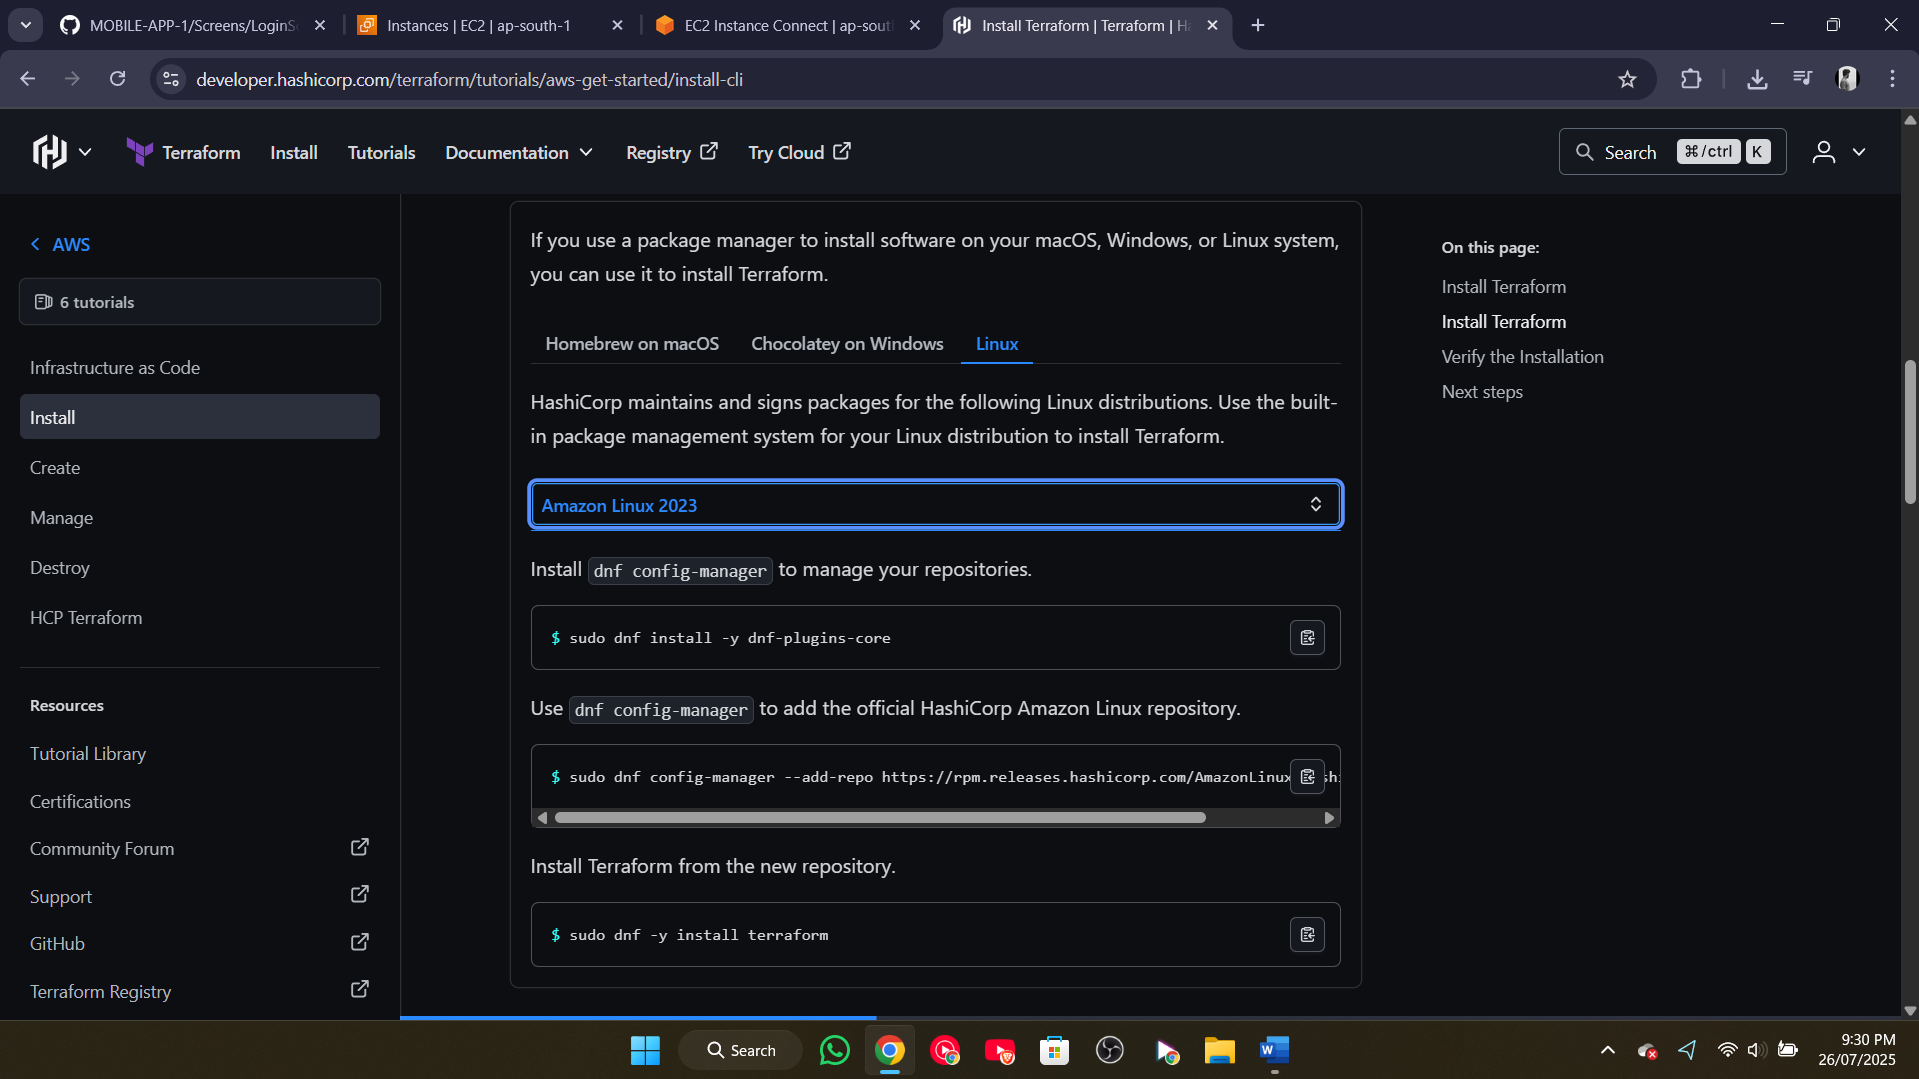 MOBILE-APP-1/Screens/LoginS
Instances | EC2 | ap-south-1
EC2 Instance Connect | ap-sout
Install Terraform | Terraform | H
developer.hashicorp.com/terraform/tutorials/aws-get-started/install-cli
Terraform
Install
Tutorials
Documentation
Registry
Try Cloud
Search
⌘/ctrl
K
AWS
6 tutorials
Infrastructure as Code
Install
Create
Manage
Destroy
HCP Terraform
Resources
Tutorial Library
Certifications
Community Forum
Support
GitHub
Terraform Registry
If you use a package manager to install software on your macOS, Windows, or Linux system,
you can use it to install Terraform.
Homebrew on macOS
Chocolatey on Windows
Linux
HashiCorp maintains and signs packages for the following Linux distributions. Use the built-
in package management system for your Linux distribution to install Terraform.
Amazon Linux 2023
Install dnf config-manager to manage your repositories.
$ sudo dnf install -y dnf-plugins-core
Use dnf config-manager to add the official HashiCorp Amazon Linux repository.
$ sudo dnf config-manager --add-repo https://rpm.releases.hashicorp.com/AmazonLinux
Install Terraform from the new repository.
$ sudo dnf -y install terraform
On this page:
Install Terraform
Install Terraform
Verify the Installation
Next steps
Search
9:30 PM
26/07/2025